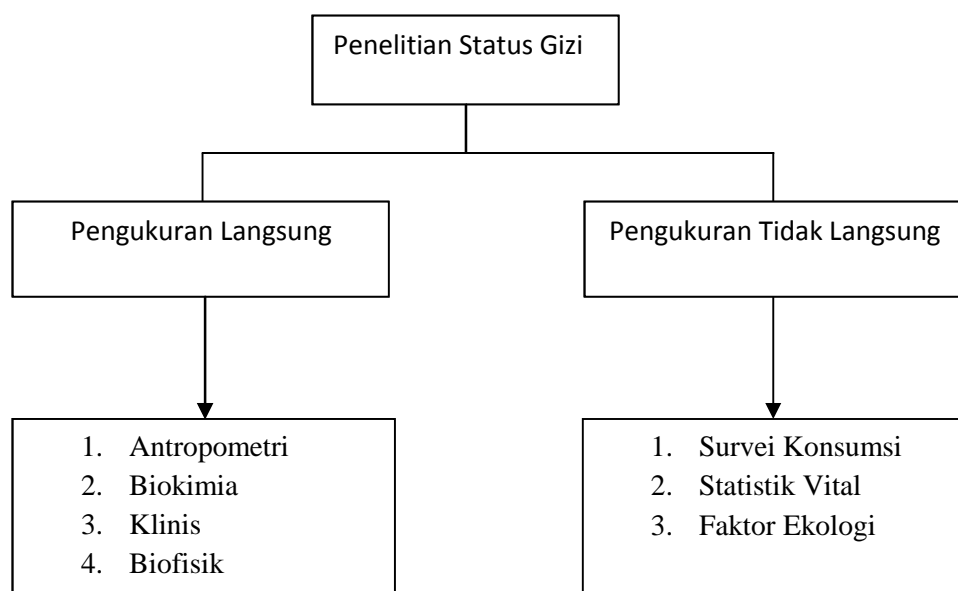 Penelitian Status Gizi
Pengukuran Langsung
Pengukuran Tidak Langsung
1. Antropometri
2. Biokimia
3. Klinis
4. Biofisik
1. Survei Konsumsi
2. Statistik Vital
3. Faktor Ekologi